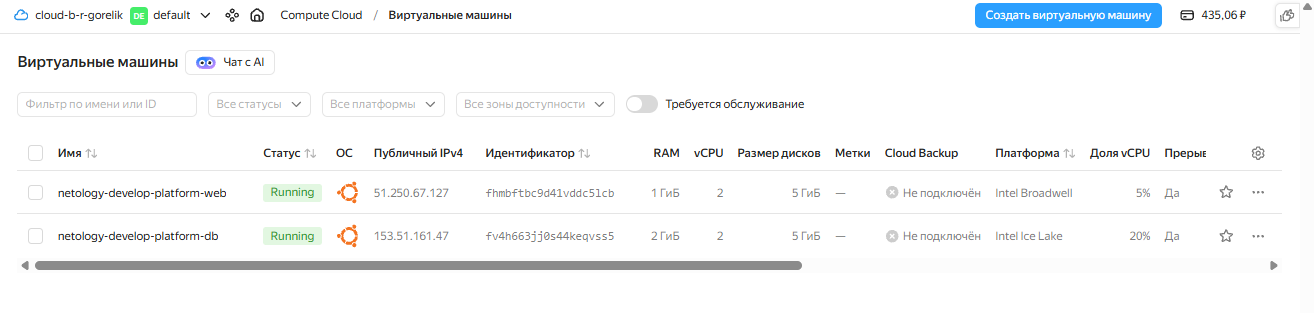 cloud-b-r-gorelik DE default Compute Cloud / Виртуальные машины Создать виртуальную машину 435,06 ₽
Виртуальные машины Чат с AI
Фильтр по имени или ID Все статусы Все платформы Все зоны доступности Требуется обслуживание
Имя Статус ОС Публичный IPv4 Идентификатор RAM vCPU Размер дисков Метки Cloud Backup Платформа Доля vCPU Прерыв
netology-develop-platform-web Running 51.250.67.127 fhmbftbc9d41vddc5lcb 1 ГиБ 2 5 ГиБ — Не подключён Intel Broadwell 5% Да
netology-develop-platform-db Running 153.51.161.47 fv4h663jj0s44keqvss5 2 ГиБ 2 5 ГиБ — Не подключён Intel Ice Lake 20% Да